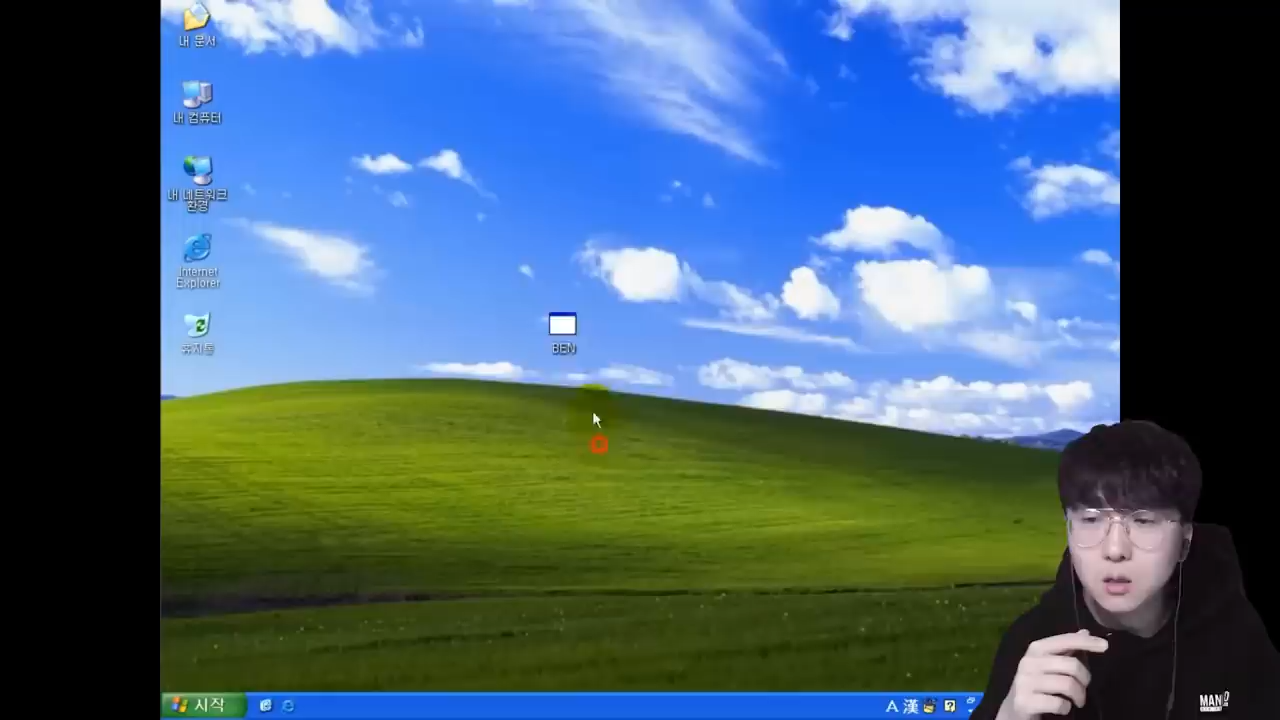 내 문서
내 컴퓨터
내 네트워크
환경
Internet
Explorer
휴지통
BEN
시작
A 漢
MAN